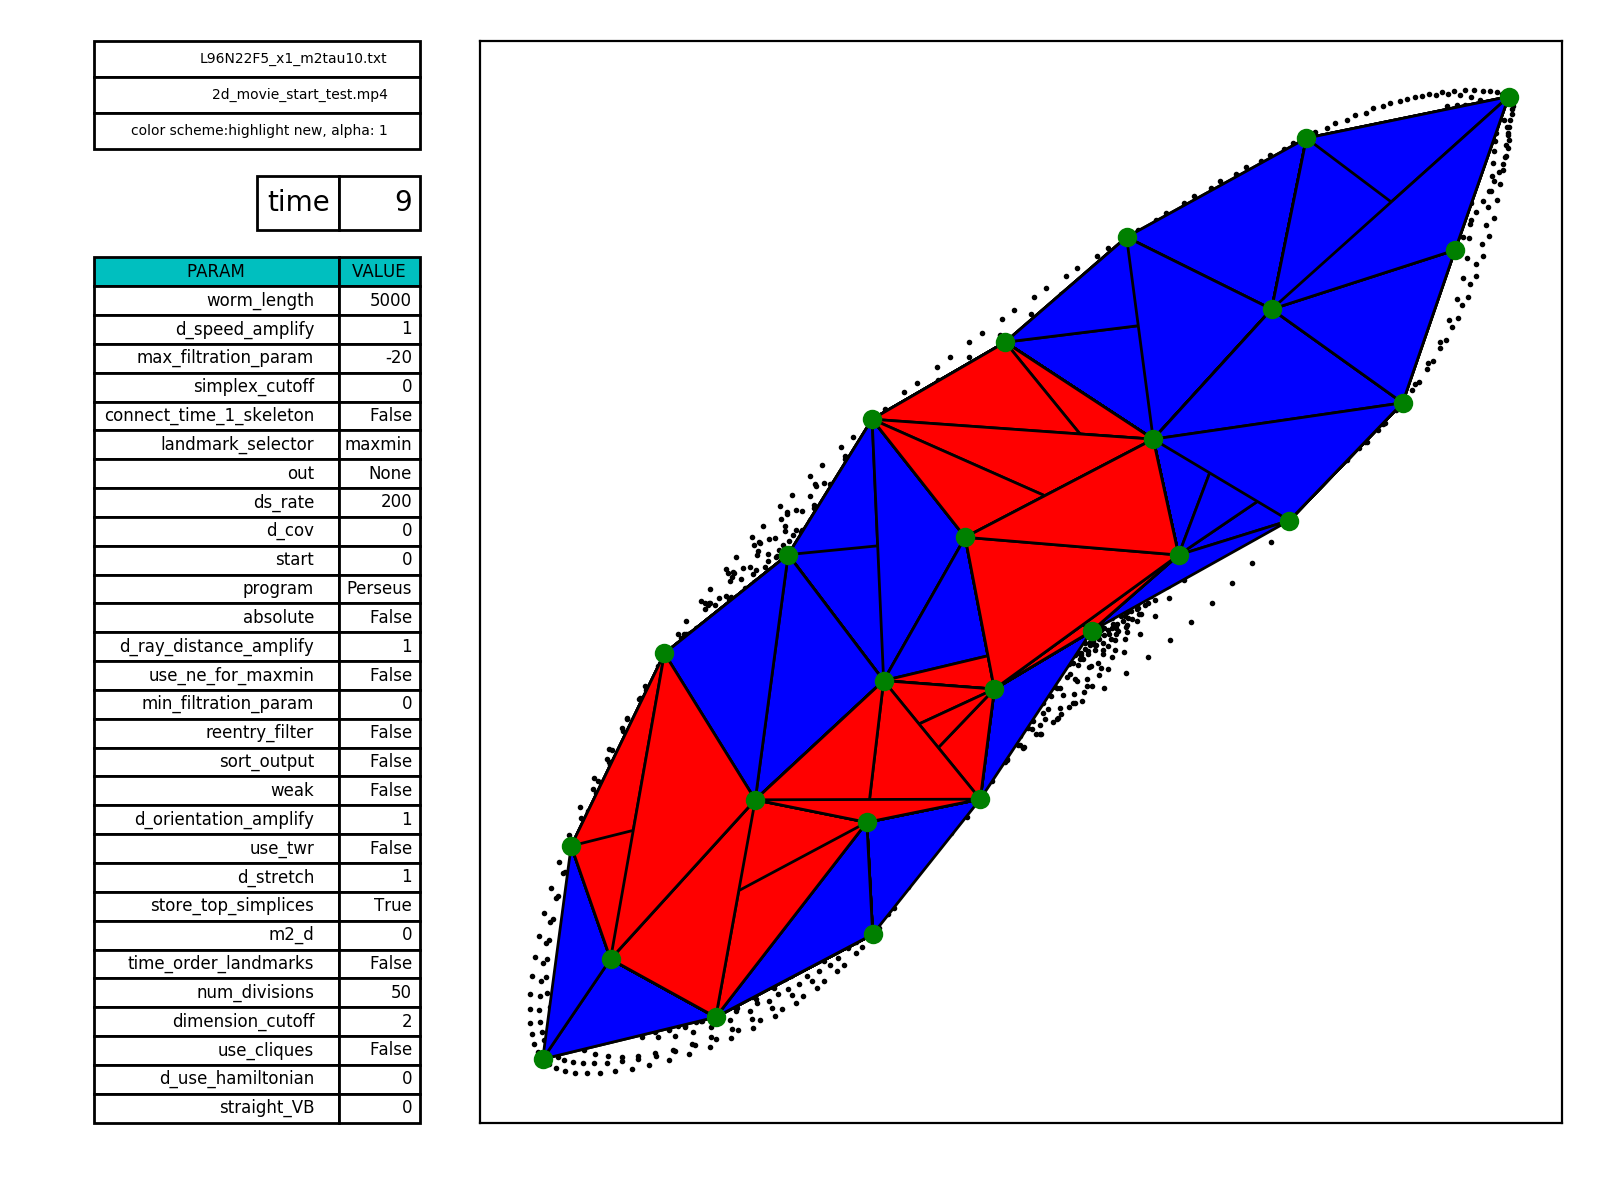 L96N22F5_x1_m2tau10.txt
2d_movie_start_test.mp4
color scheme:highlight new, alpha: 1
time 9
PARAM VALUE
worm_length 5000
d_speed_amplify 1
max_filtration_param -20
simplex_cutoff 0
connect_time_1_skeleton False
landmark_selector maxmin
out None
ds_rate 200
d_cov 0
start 0
program Perseus
absolute False
d_ray_distance_amplify 1
use_ne_for_maxmin False
min_filtration_param 0
reentry_filter False
sort_output False
weak False
d_orientation_amplify 1
use_twr False
d_stretch 1
store_top_simplices True
m2_d 0
time_order_landmarks False
num_divisions 50
dimension_cutoff 2
use_cliques False
d_use_hamiltonian 0
straight_VB 0